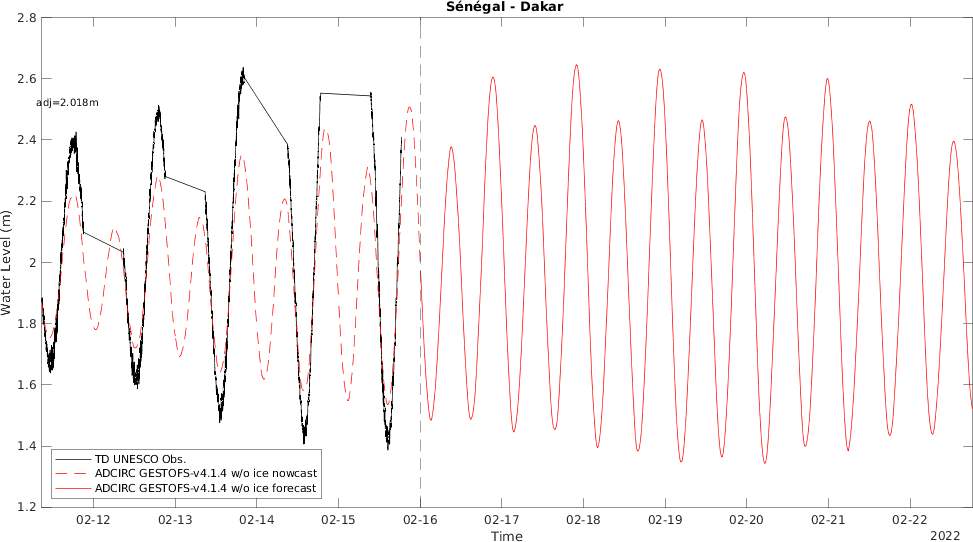 Sénégal - Dakar
2.8
2.6
adj=2.018m
2.4
2.2
2
1.8
1.6
1.4
1.2
Water Level (m)
TD UNESCO Obs.
ADCIRC GESTOFS-v4.1.4 w/o ice nowcast
ADCIRC GESTOFS-v4.1.4 w/o ice forecast
02-12 02-13 02-14 02-15 02-16 02-17 02-18 02-19 02-20 02-21 02-22
Time
2022